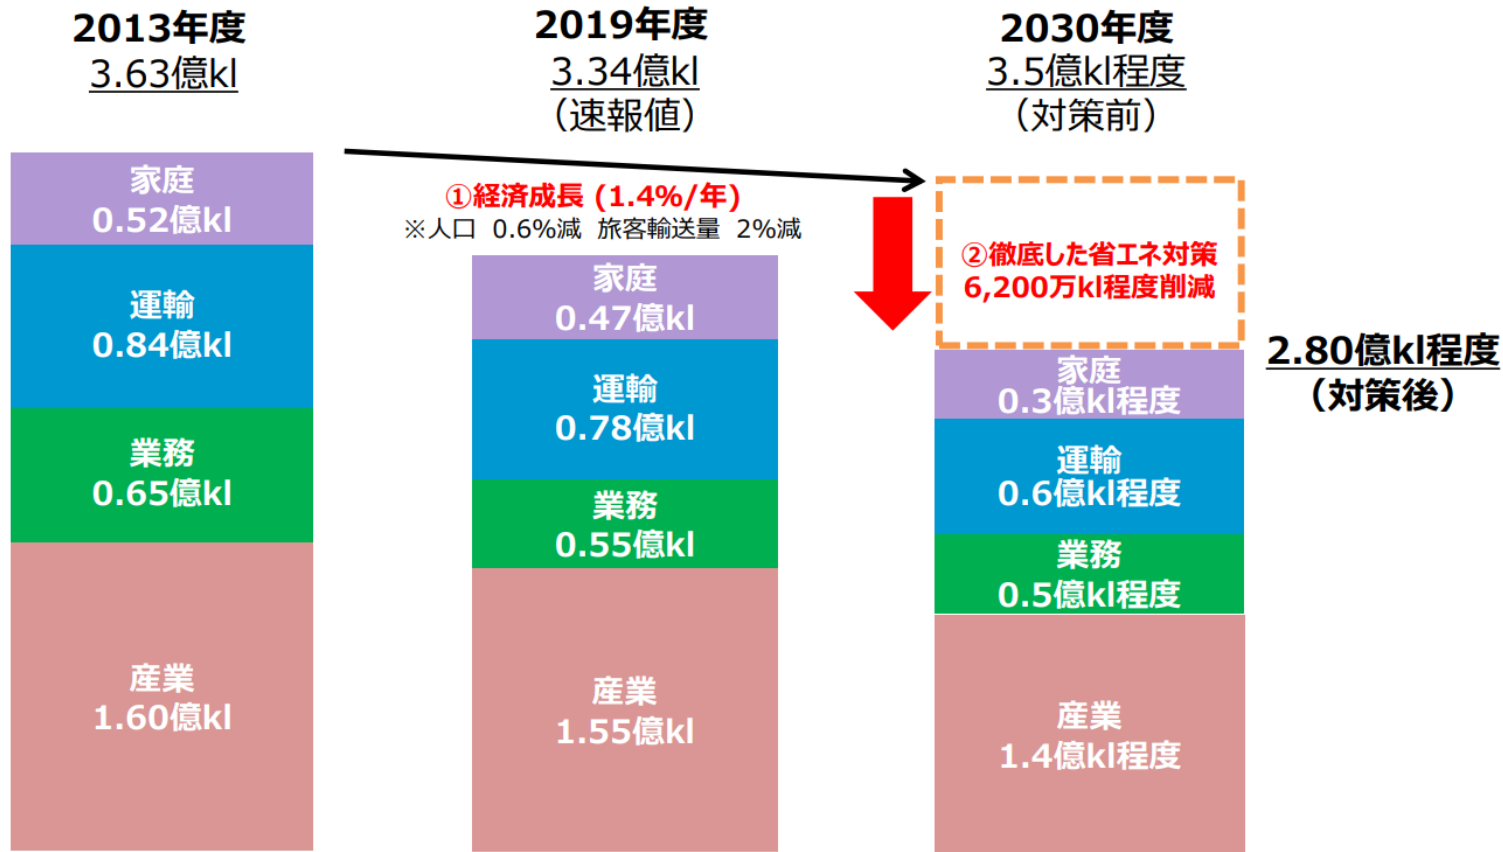 2013年度
3.63億kl
家庭
0.52億kl
運輸
0.84億kl
業務
0.65億kl
産業
1.60億kl
2019年度
3.34億kl
（速報値）
①経済成長 (1.4%/年)
※人口 0.6%減 旅客輸送量 2%減
家庭
0.47億kl
運輸
0.78億kl
業務
0.55億kl
産業
1.55億kl
2030年度
3.5億kl程度
（対策前）
②徹底した省エネ対策
6,200万kl程度削減
家庭
0.3億kl程度
運輸
0.6億kl程度
業務
0.5億kl程度
産業
1.4億kl程度
2.80億kl程度
（対策後）